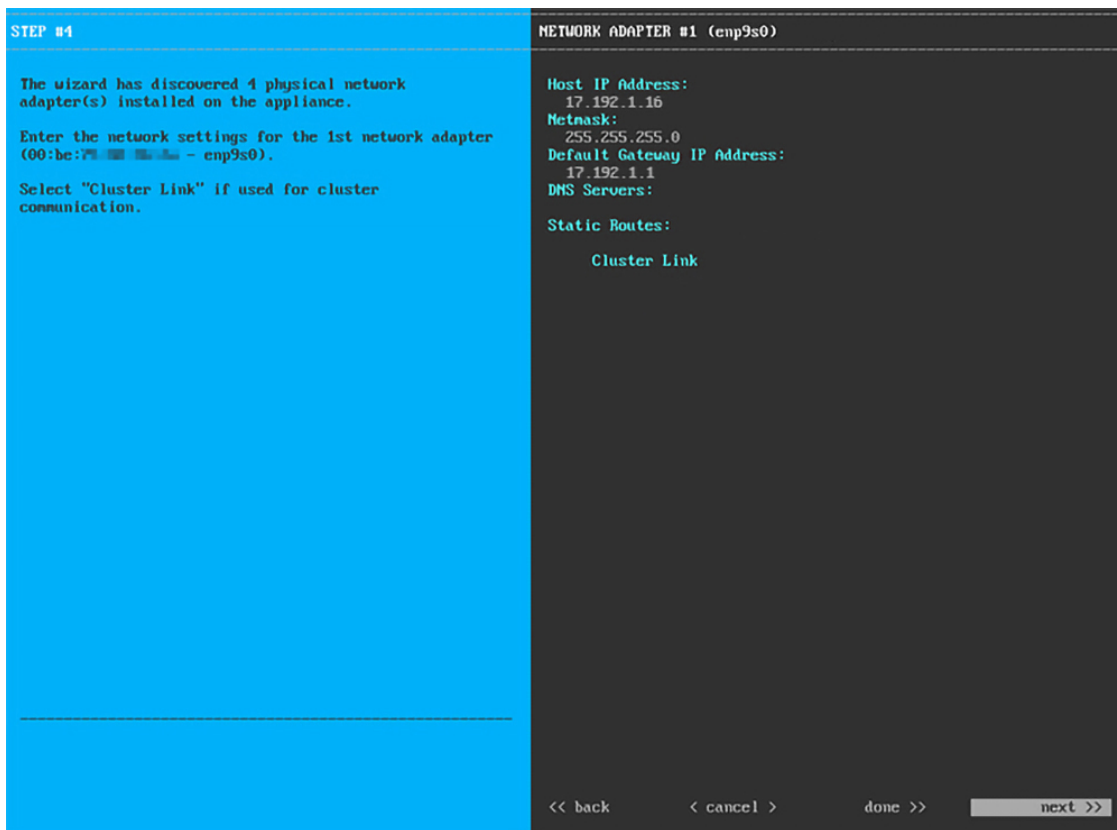 STEP #4
The wizard has discovered 4 physical network
adapter(s) installed on the appliance.
Enter the network settings for the 1st network adapter
(00:be: - enp9s0).
Select "Cluster Link" if used for cluster
communication.
NETWORK ADAPTER #1 (enp9s0)
Host IP Address:
17.192.1.16
Netmask:
255.255.255.0
Default Gateway IP Address:
17.192.1.1
DNS Servers:
Static Routes:
Cluster Link
<< back < cancel > done >> next >>